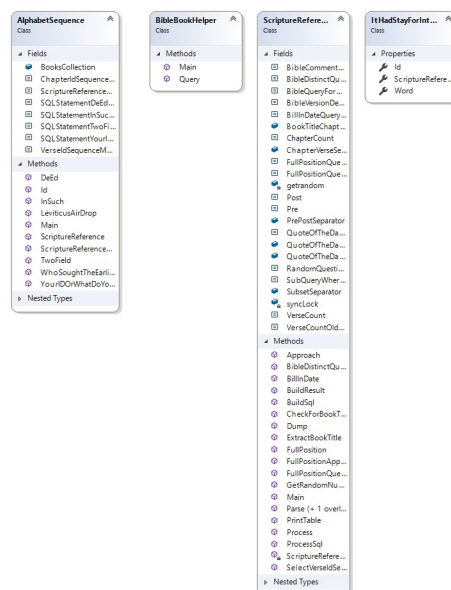 AlphabetSequence
Class
Fields
BooksCollection
ChapterIdSequence...
ScriptureReference...
SQLStatementDeEd...
SQLStatementInSuc...
SQLStatementTwoFi...
SQLStatementYourI...
VerseIdSequenceM...
Methods
DeEd
Id
InSuch
LeviticusAirDrop
Main
ScriptureReference
ScriptureReference...
TwoField
WhoSoughtTheEarli...
YourIDOrWhatDoYo...
Nested Types
BibleBookHelper
Class
Methods
Main
Query
ScriptureRefere...
Class
Fields
BibleComment...
BibleDistinctQu...
BibleQueryFor...
BibleVersionDe...
BillInDateQuery...
BookTitleChapt...
ChapterCount
ChapterVerseSe...
FullPositionQue...
FullPositionQue...
getrandom
Post
Pre
PrePostSeparator
QuoteOfTheDa...
QuoteOfTheDa...
QuoteOfTheDa...
RandomQuesti...
SubQueryWher...
SubsetSeparator
syncLock
VerseCount
VerseCountOld...
Methods
Approach
BibleDistinctQu...
BillInDate
BuildResult
BuildSql
CheckForBookT...
Dump
ExtractBookTitle
FullPosition
FullPositionApp...
FullPositionQue...
GetRandomNu...
Main
Parse (+ 1 overl...
PrintTable
Process
ProcessSql
ScriptureRefere...
SelectVerseIdSe...
Nested Types
ItHadStayForInt...
Class
Properties
Id
ScriptureRefere...
Word